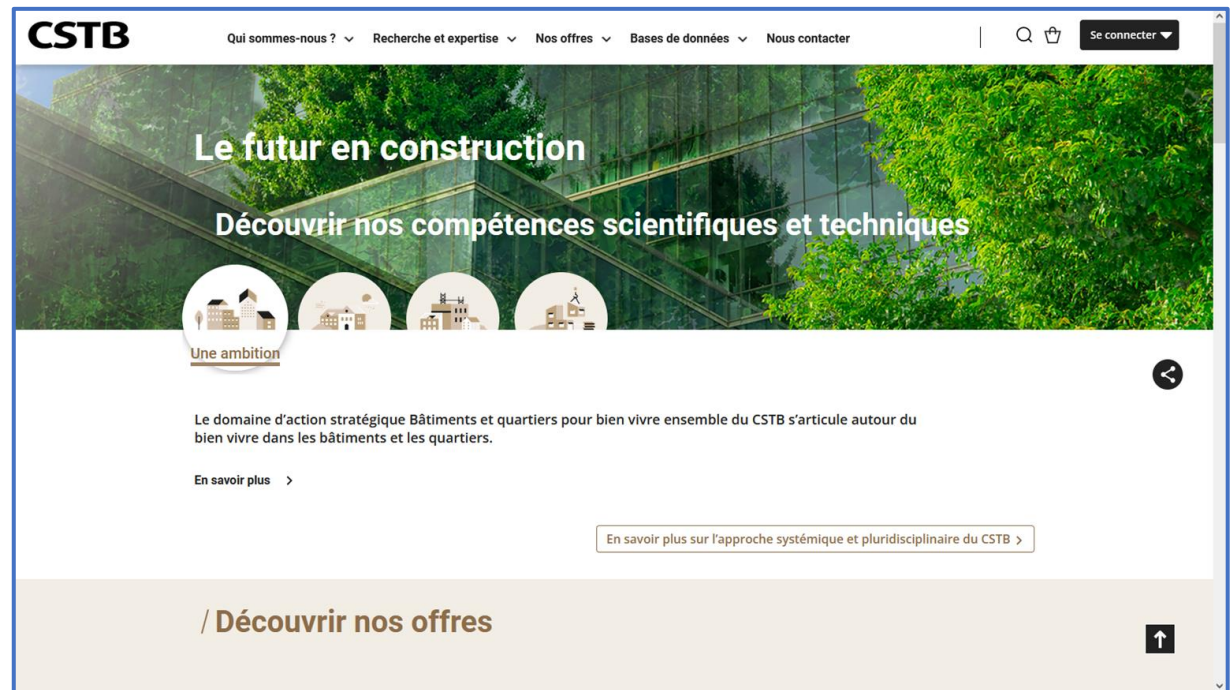 CSTB
Qui sommes-nous ? Recherche et expertise Nos offres Bases de données Nous contacter
Se connecter
Le futur en construction
Découvrir nos compétences scientifiques et techniques
Une ambition
Le domaine d’action stratégique Bâtiments et quartiers pour bien vivre ensemble du CSTB s’articule autour du
bien vivre dans les bâtiments et les quartiers.
En savoir plus >
En savoir plus sur l’approche systémique et pluridisciplinaire du CSTB >
/ Découvrir nos offres